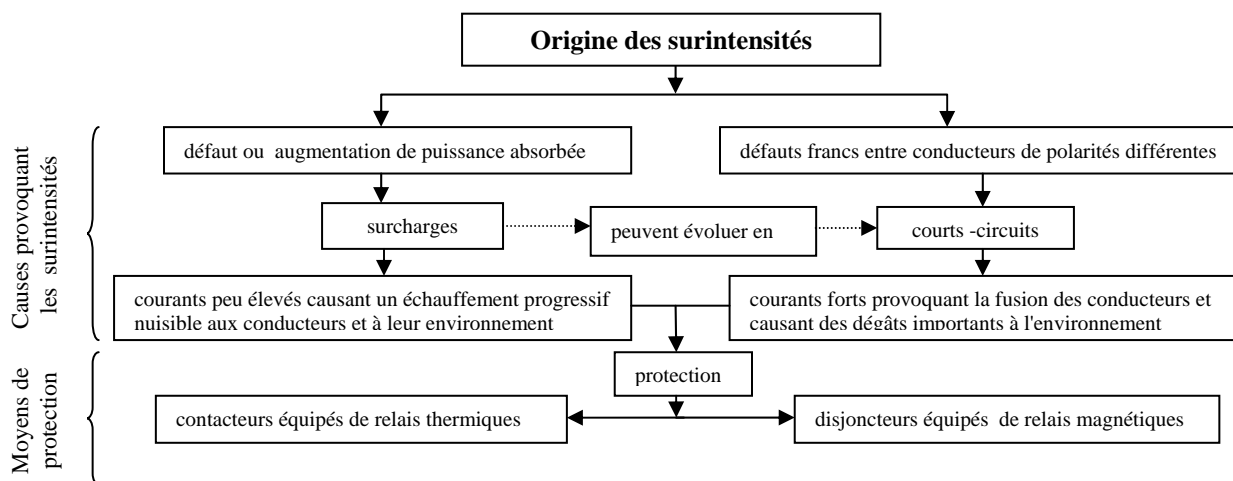 Origine des surintensités
défaut ou augmentation de puissance absorbée
défauts francs entre conducteurs de polarités différentes
surcharges
peuvent évoluer en
courts -circuits
courants peu élevés causant un échauffement progressif
nuisible aux conducteurs et à leur environnement
courants forts provoquant la fusion des conducteurs et
causant des dégâts importants à l'environnement
Causes provoquant
les surintensités
protection
contacteurs équipés de relais thermiques
disjoncteurs équipés de relais magnétiques
Moyens de
protection